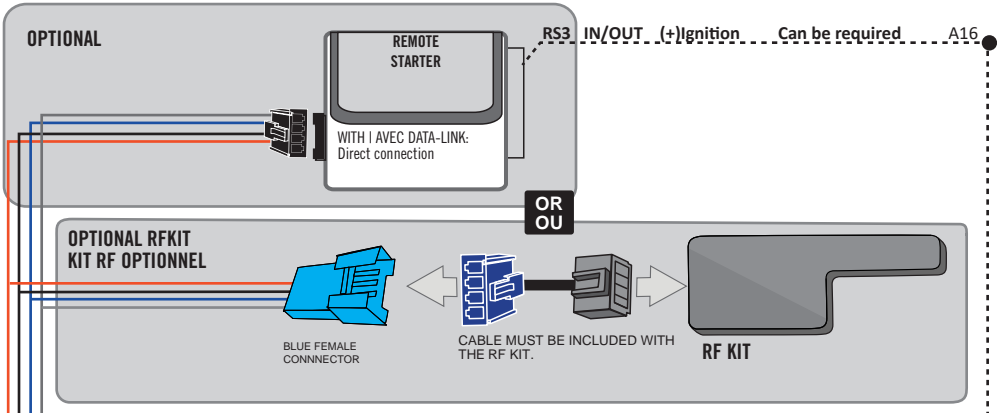 OPTIONAL
REMOTE
STARTER
WITH | AVEC DATA-LINK:
Direct connection
RS3 IN/OUT (+)Ignition Can be required A16
OR
OU
OPTIONAL RFKIT
KIT RF OPTIONNEL
BLUE FEMALE
CONNNECTOR
CABLE MUST BE INCLUDED WITH
THE RF KIT.
RF KIT